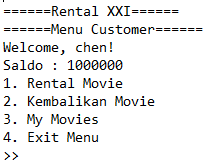 ======Rental XXI======
======Menu Customer======
Welcome, chen!
Saldo : 1000000
1. Rental Movie
2. Kembalikan Movie
3. My Movies
4. Exit Menu
>>